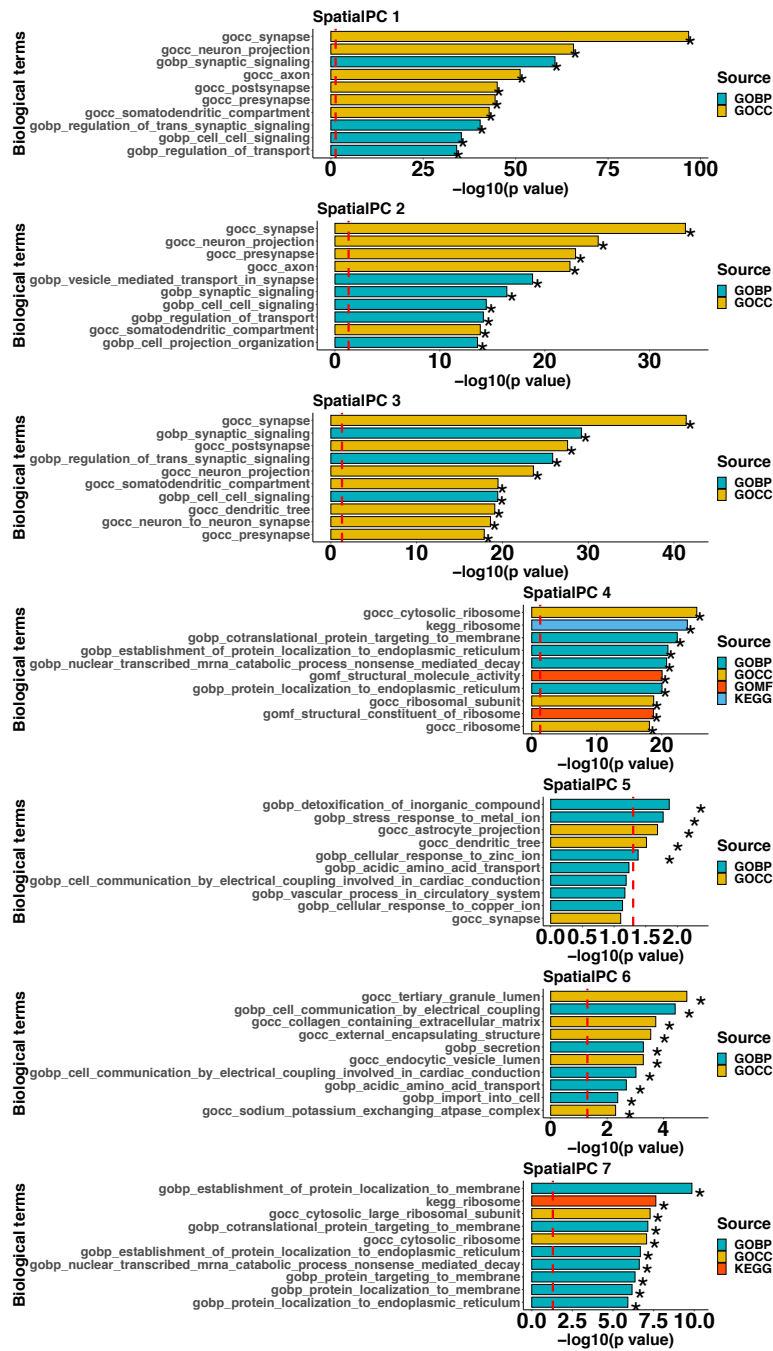 SpatialPC 1
Biological terms
gocc_synapse
gocc_neuron_projection
gobp_synaptic_signaling
gocc_axon
gocc_postsynapse
gocc_presynapse
gocc_somatodendritic_compartment
gobp_regulation_of_trans_synaptic_signaling
gobp_cell_cell_signaling
gobp_regulation_of_transport
0 25 50 75 100
−log10(p value)
Source
GOBP
GOCC
SpatialPC 2
Biological terms
gocc_synapse
gocc_neuron_projection
gocc_presynapse
gocc_axon
gobp_vesicle_mediated_transport_in_synapse
gobp_synaptic_signaling
gobp_cell_cell_signaling
gobp_regulation_of_transport
gocc_somatodendritic_compartment
gobp_cell_projection_organization
0 10 20 30
−log10(p value)
Source
GOBP
GOCC
SpatialPC 3
Biological terms
gocc_synapse
gobp_synaptic_signaling
gocc_postsynapse
gobp_regulation_of_trans_synaptic_signaling
gocc_neuron_projection
gocc_somatodendritic_compartment
gobp_cell_cell_signaling
gocc_dendritic_tree
gocc_neuron_to_neuron_synapse
gocc_presynapse
0 10 20 30 40
−log10(p value)
Source
GOBP
GOCC
SpatialPC 4
Biological terms
gocc_cytosolic_ribosome
kegg_ribosome
gobp_cotranslational_protein_targeting_to_membrane
gobp_establishment_of_protein_localization_to_endoplasmic_reticulum
gobp_nuclear_transcribed_mrna_catabolic_process_nonsense_mediated_decay
gomf_structural_molecule_activity
gobp_protein_localization_to_endoplasmic_reticulum
gocc_ribosomal_subunit
gomf_structural_constituent_of_ribosome
gocc_ribosome
0 10 20
−log10(p value)
Source
GOBP
GOCC
GOMF
KEGG
SpatialPC 5
Biological terms
gobp_detoxification_of_inorganic_compound
gobp_stress_response_to_metal_ion
gocc_astrocyte_projection
gocc_dendritic_tree
gobp_cellular_response_to_zinc_ion
gobp_acidic_amino_acid_transport
gobp_cell_communication_by_electrical_coupling_involved_in_cardiac_conduction
gobp_vascular_process_in_circulatory_system
gobp_cellular_response_to_copper_ion
gocc_synapse
0.0 0.5 1.0 1.5 2.0
−log10(p value)
Source
GOBP
GOCC
SpatialPC 6
Biological terms
gocc_tertiary_granule_lumen
gobp_cell_communication_by_electrical_coupling
gocc_collagen_containing_extracellular_matrix
gocc_external_encapsulating_structure
gobp_secretion
gocc_endocytic_vesicle_lumen
gobp_cell_communication_by_electrical_coupling_involved_in_cardiac_conduction
gobp_acidic_amino_acid_transport
gobp_import_into_cell
gocc_sodium_potassium_exchanging_atpase_complex
0 2 4
−log10(p value)
Source
GOBP
GOCC
SpatialPC 7
Biological terms
gobp_establishment_of_protein_localization_to_membrane
kegg_ribosome
gocc_cytosolic_large_ribosomal_subunit
gobp_cotranslational_protein_targeting_to_membrane
gocc_cytosolic_ribosome
gobp_establishment_of_protein_localization_to_endoplasmic_reticulum
gobp_nuclear_transcribed_mrna_catabolic_process_nonsense_mediated_decay
gobp_protein_targeting_to_membrane
gobp_protein_localization_to_membrane
gobp_protein_localization_to_endoplasmic_reticulum
0.0 2.5 5.0 7.5 10.0
−log10(p value)
Source
GOBP
GOCC
KEGG